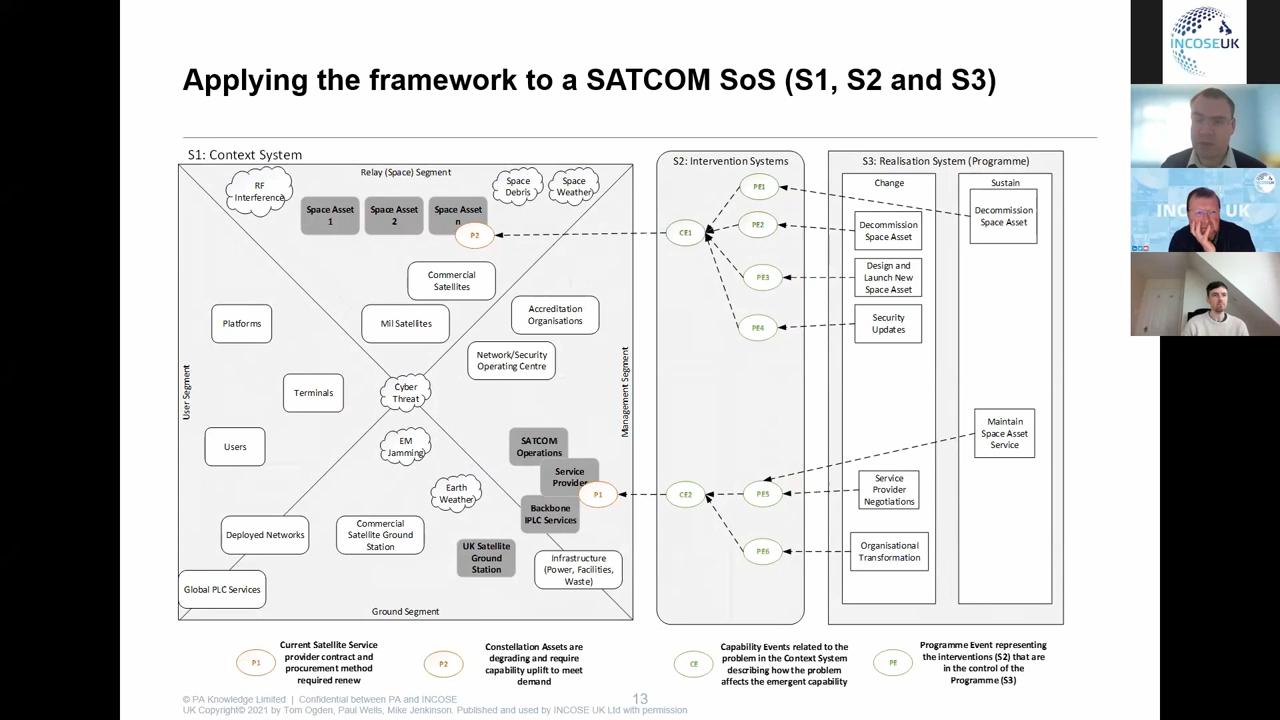 Applying the framework to a SATCOM SoS (S1, S2 and S3)
S1: Context System
Relay (Space) Segment
RF
Interference
Space Asset
1
Space Asset
2
Space Asset
n
Space
Debris
Space
Weather
P2
Commercial
Satellites
Platforms
Mil Satellites
Accreditation
Organisations
Network/Security
Operating Centre
User Segment
Management Segment
Terminals
Cyber
Threat
Users
EM
Jamming
SATCOM
Operations
Service
Provider
P1
Earth
Weather
Backbone
IPLC Services
Deployed Networks
Commercial
Satellite Ground
Station
UK Satellite
Ground
Station
Infrastructure
(Power, Facilities,
Waste)
Global PLC Services
Ground Segment
S2: Intervention Systems
PE1
CE1
PE2
PE3
PE4
CE2
PE5
PE6
S3: Realisation System (Programme)
Change
Sustain
Decommission
Space Asset
Decommission
Space Asset
Design and
Launch New
Space Asset
Security
Updates
Maintain
Space Asset
Service
Service
Provider
Negotiations
Organisational
Transformation
P1
Current Satellite Service
provider contract and
procurement method
required renew
P2
Constellation Assets are
degrading and require
capability uplift to meet
demand
CE
Capability Events related to the
problem in the Context System
describing how the problem
affects the emergent capability
PE
Programme Event representing
the interventions (S2) that are
in the control of the
Programme (S3)
© PA Knowledge Limited | Confidential between PA and INCOSE
13
UK Copyright© 2021 by Tom Ogden, Paul Wells, Mike Jenkinson. Published and used by INCOSE UK Ltd with permission
INCOSEUK
INCOSE UK